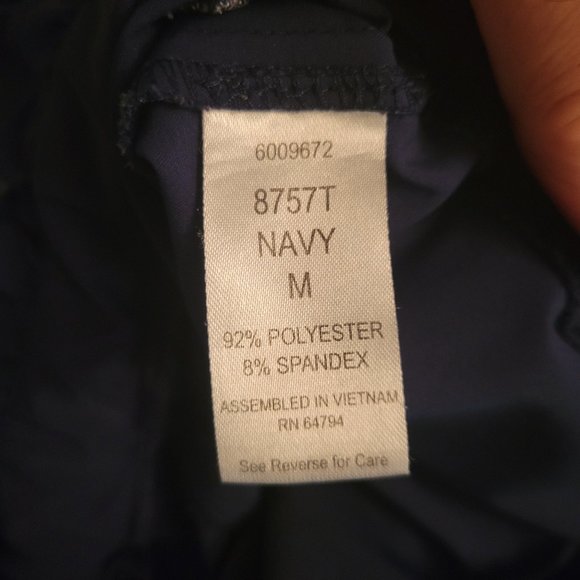 6009672
8757T
NAVY
M
92% POLYESTER
8% SPANDEX
ASSEMBLED IN VIETNAM
RN 64794
See Reverse for Care